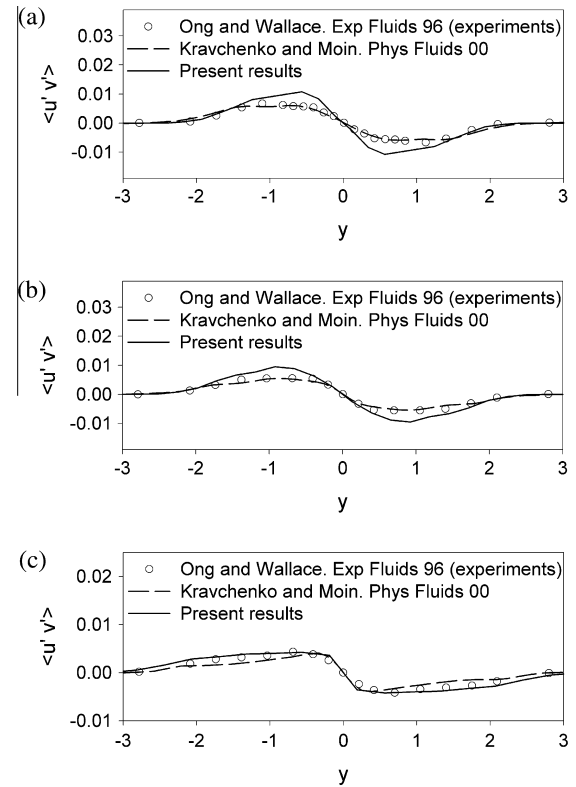 (a)
0.03
0.02
0.01
0.00
-0.01
<u' v'>
Ong and Wallace. Exp Fluids 96 (experiments)
Kravchenko and Moin. Phys Fluids 00
Present results
-3 -2 -1 0 1 2 3
y
(b)
0.03
0.02
0.01
0.00
-0.01
<u' v'>
Ong and Wallace. Exp Fluids 96 (experiments)
Kravchenko and Moin. Phys Fluids 00
Present results
-3 -2 -1 0 1 2 3
y
(c)
0.02
0.01
0.00
-0.01
<u' v'>
Ong and Wallace. Exp Fluids 96 (experiments)
Kravchenko and Moin. Phys Fluids 00
Present results
-3 -2 -1 0 1 2 3
y